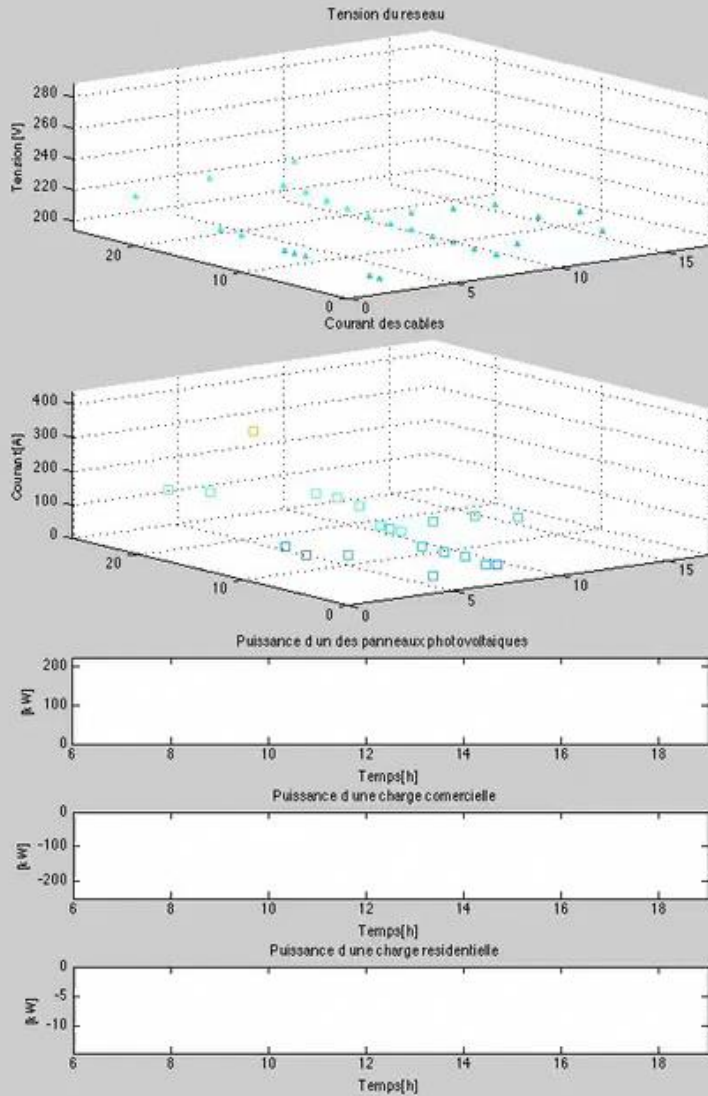 Tension du reseau
280
260
240
220
200
Tension [V]
20
10
0
0
5
10
15
Courant des cables
400
300
200
100
0
Courant[A]
20
10
0
0
5
10
15
Puissance d un des panneaux photovoltaiques
200
100
0
[kW]
6 8 10 12 14 16 18
Temps[h]
Puissance d une charge comercielle
0
-100
-200
[kW]
6 8 10 12 14 16 18
Temps[h]
Puissance d une charge residentielle
0
-5
-10
[kW]
6 8 10 12 14 16 18
Temps[h]